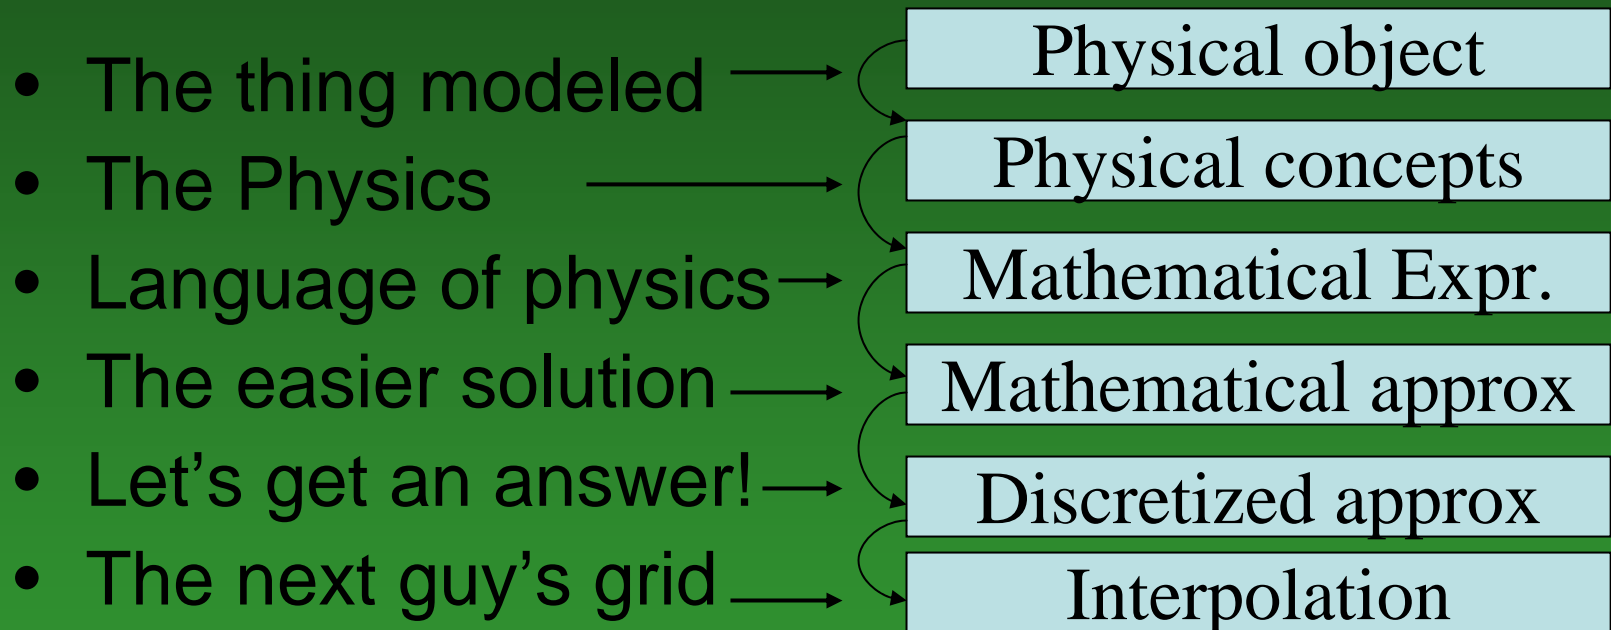 • The thing modeled
Physical object
• The Physics
Physical concepts
• Language of physics
Mathematical Expr.
• The easier solution
Mathematical approx
• Let’s get an answer!
Discretized approx
• The next guy’s grid
Interpolation